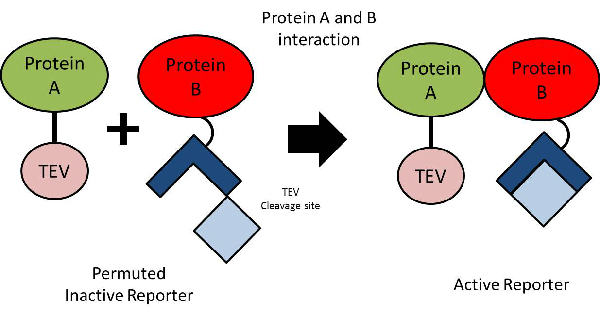 Protein A and B
interaction
Protein
A
Protein
B
TEV
TEV
Cleavage site
Permuted
Inactive Reporter
Protein
A
Protein
B
TEV
Active Reporter